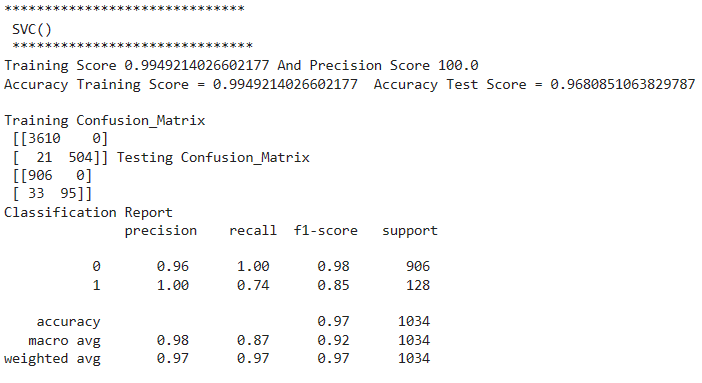 ******************************
SVC()
******************************
Training Score 0.9949214026602177 And Precision Score 100.0
Accuracy Training Score = 0.9949214026602177  Accuracy Test Score = 0.9680851063829787
Training Confusion_Matrix
[[3610    0]
[  21  504]] Testing Confusion_Matrix
[[906   0]
[ 33  95]]
Classification Report
precision    recall  f1-score   support
0       0.96      1.00      0.98       906
1       1.00      0.74      0.85       128
accuracy                           0.97      1034
macro avg       0.98      0.87      0.92      1034
weighted avg       0.97      0.97      0.97      1034